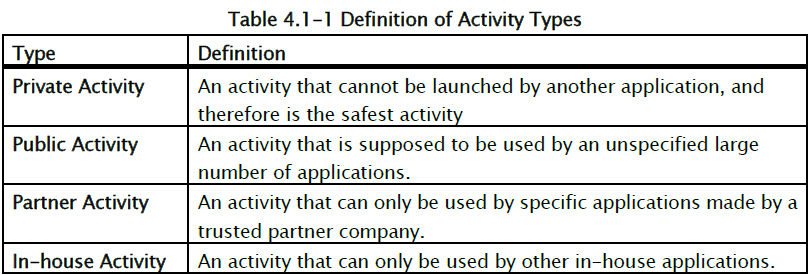 Table 4.1-1 Definition of Activity Types
Type Definition
Private Activity An activity that cannot be launched by another application, and
therefore is the safest activity
Public Activity An activity that is supposed to be used by an unspecified large
number of applications.
Partner Activity An activity that can only be used by specific applications made by a
trusted partner company.
In-house Activity An activity that can only be used by other in-house applications.